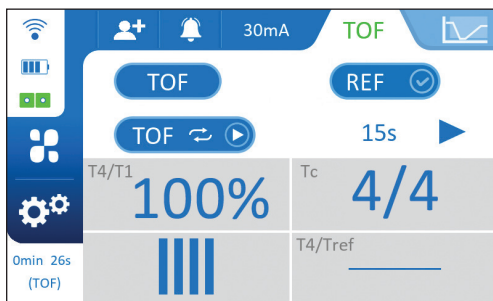 30mA
TOF
TOF
REF
TOF
15s
T4/T1
100%
Tc
4/4
T4/Tref
0min 26s
(TOF)